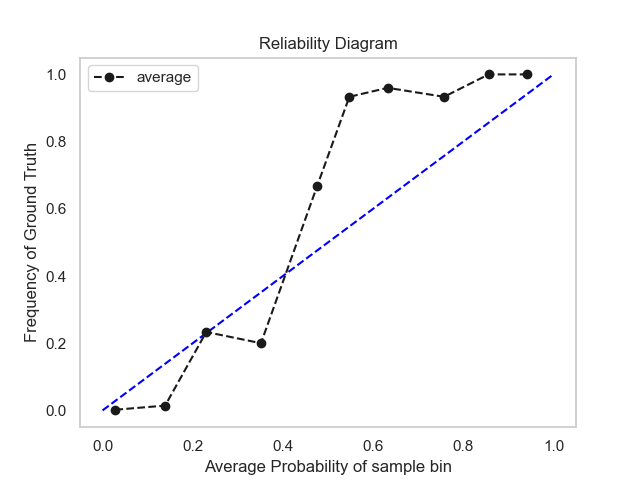 Reliability Diagram
average
1.0
0.8
0.6
0.4
0.2
0.0
Frequency of Ground Truth
0.0 0.2 0.4 0.6 0.8 1.0
Average Probability of sample bin